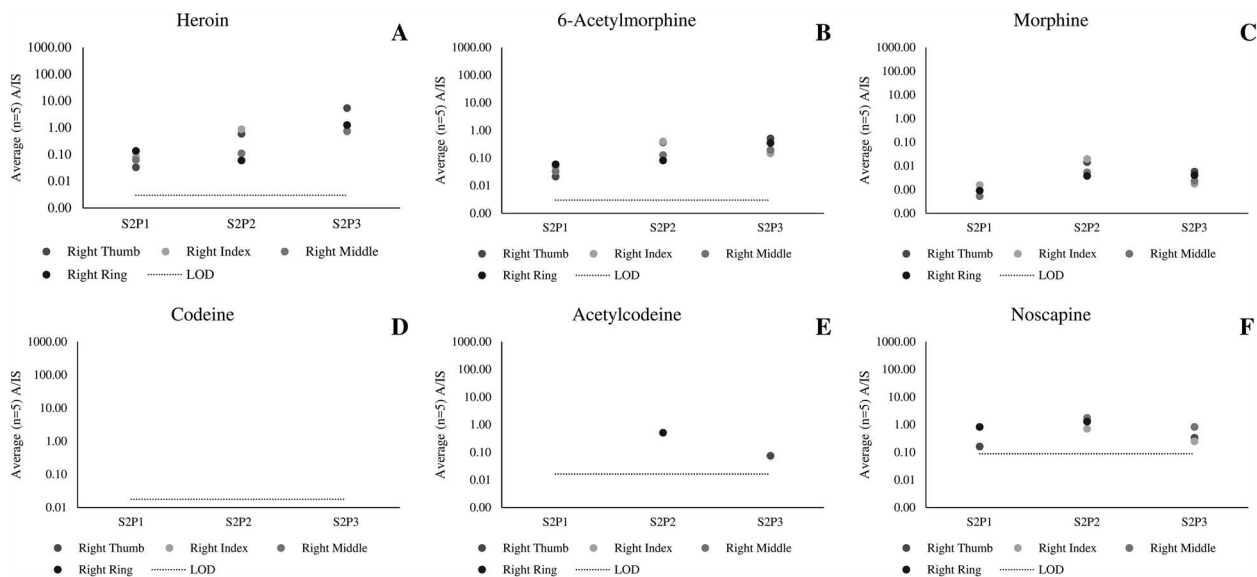 Heroin
A
Average (n=5) A/IS
1000.00
100.00
10.00
1.00
0.10
0.01
0.00
S2P1 S2P2 S2P3
Right Thumb Right Index Right Middle
Right Ring LOD
6-Acetylmorphine
B
Average (n=5) A/IS
1000.00
100.00
10.00
1.00
0.10
0.01
0.00
S2P1 S2P2 S2P3
Right Thumb Right Index Right Middle
Right Ring LOD
Morphine
C
Average (n=5) A/IS
1000.00
100.00
10.00
1.00
0.10
0.01
0.00
0.00
S2P1 S2P2 S2P3
Right Thumb Right Index Right Middle
Right Ring LOD
Codeine
D
Average (n=5) A/IS
1000.00
100.00
10.00
1.00
0.10
0.01
S2P1 S2P2 S2P3
Right Thumb Right Index Right Middle
Right Ring LOD
Acetylcodeine
E
Average (n=5) A/IS
1000.00
100.00
10.00
1.00
0.10
0.01
0.00
S2P1 S2P2 S2P3
Right Thumb Right Index Right Middle
Right Ring LOD
Noscapine
F
Average (n=5) A/IS
1000.00
100.00
10.00
1.00
0.10
0.01
0.00
S2P1 S2P2 S2P3
Right Thumb Right Index Right Middle
Right Ring LOD